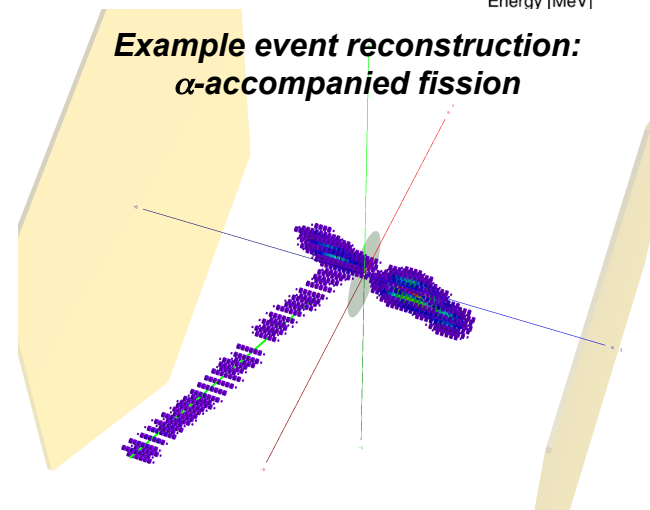 Energy [MeV]
Example event reconstruction:
α-accompanied fission